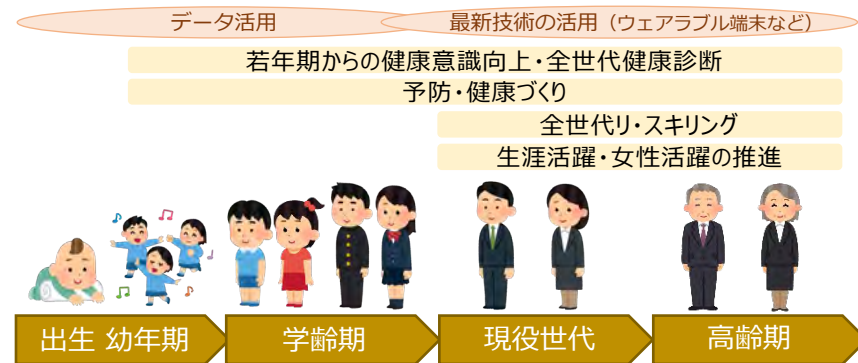 データ活用
最新技術の活用（ウェアラブル端末など）
若年期からの健康意識向上・全世代健康診断
予防・健康づくり
全世代リ・スキリング
生涯活躍・女性活躍の推進
出生 幼年期
学齢期
現役世代
高齢期